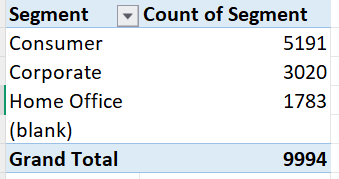 Segment Count of Segment
Consumer 5191
Corporate 3020
Home Office 1783
(blank)
Grand Total 9994